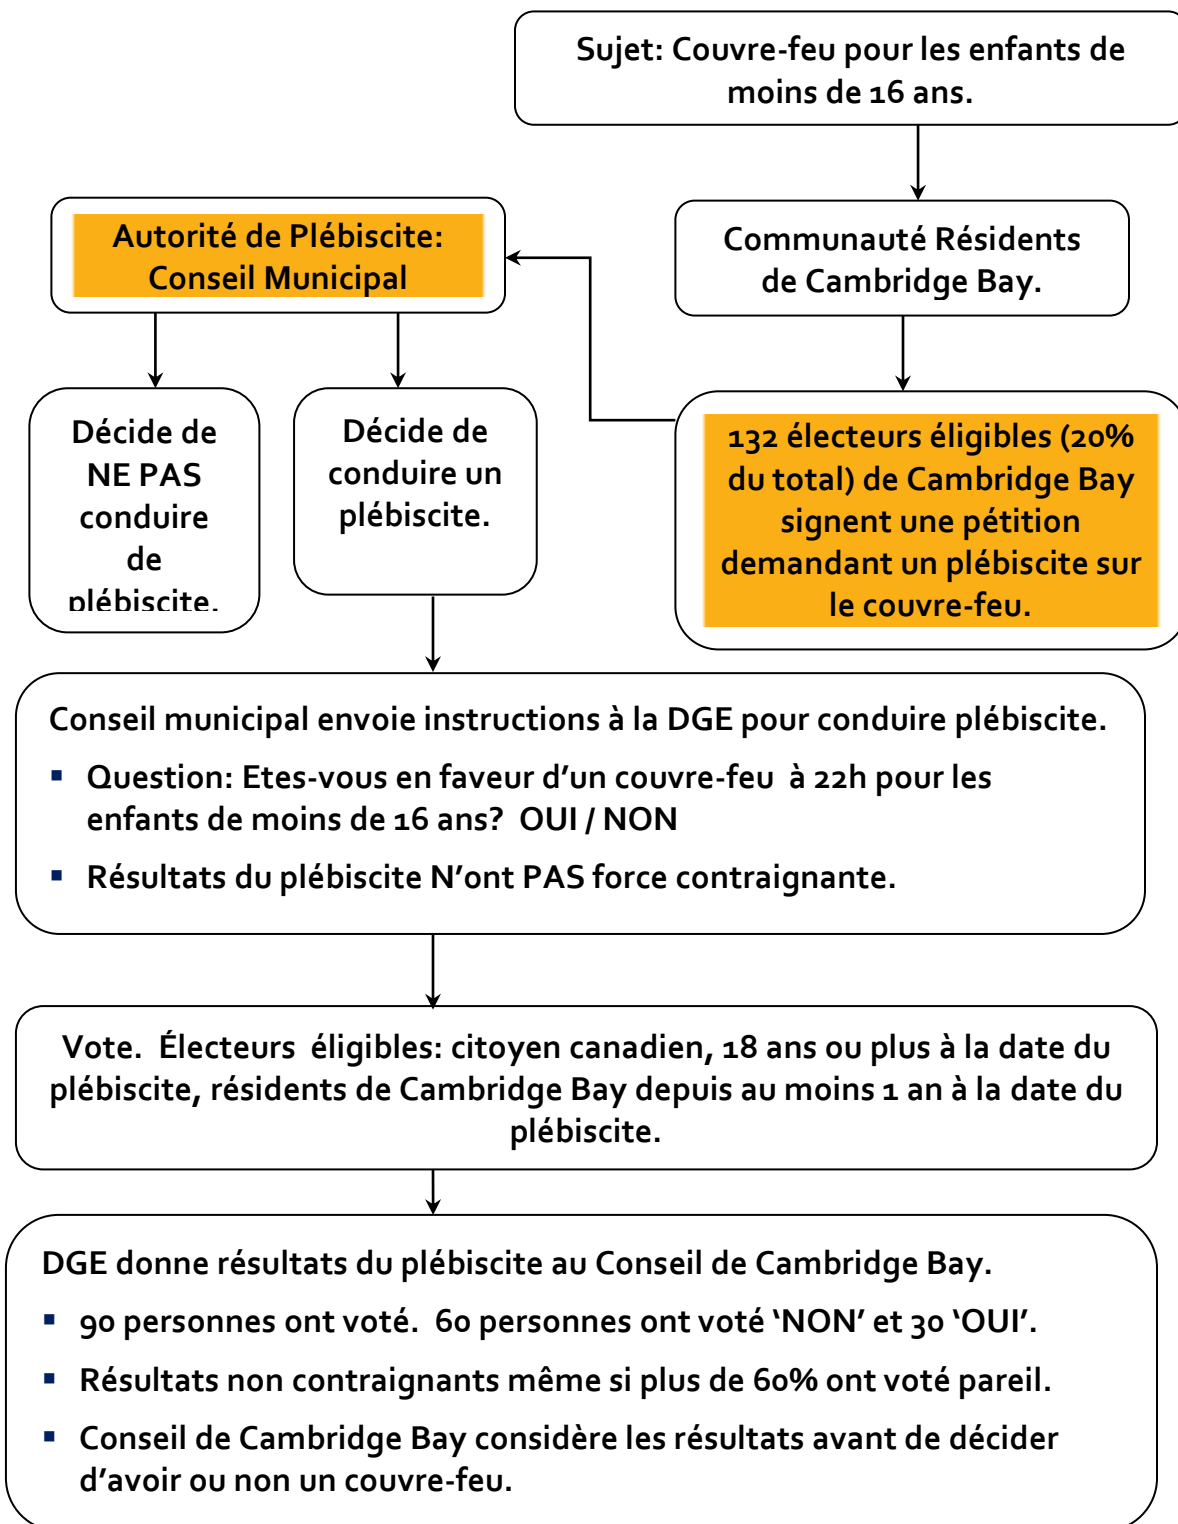 Sujet: Couvre-feu pour les enfants de
moins de 16 ans.
Communauté Résidents
de Cambridge Bay.
132 électeurs éligibles (20%
du total) de Cambridge Bay
signent une pétition
demandant un plébiscite sur
le couvre-feu.
Autorité de Plébiscite:
Conseil Municipal
Décide de
NE PAS
conduire
de
plébiscite.
Décide de
conduire un
plébiscite.
Conseil municipal envoie instructions à la DGE pour conduire plébiscite.
▪ Question: Etes-vous en faveur d’un couvre-feu à 22h pour les
enfants de moins de 16 ans? OUI / NON
▪ Résultats du plébiscite N’ont PAS force contraignante.
Vote. Électeurs éligibles: citoyen canadien, 18 ans ou plus à la date du
plébiscite, résidents de Cambridge Bay depuis au moins 1 an à la date du
plébiscite.
DGE donne résultats du plébiscite au Conseil de Cambridge Bay.
▪ 90 personnes ont voté. 60 personnes ont voté ‘NON’ et 30 ‘OUI’.
▪ Résultats non contraignants même si plus de 60% ont voté pareil.
▪ Conseil de Cambridge Bay considère les résultats avant de décider
d’avoir ou non un couvre-feu.